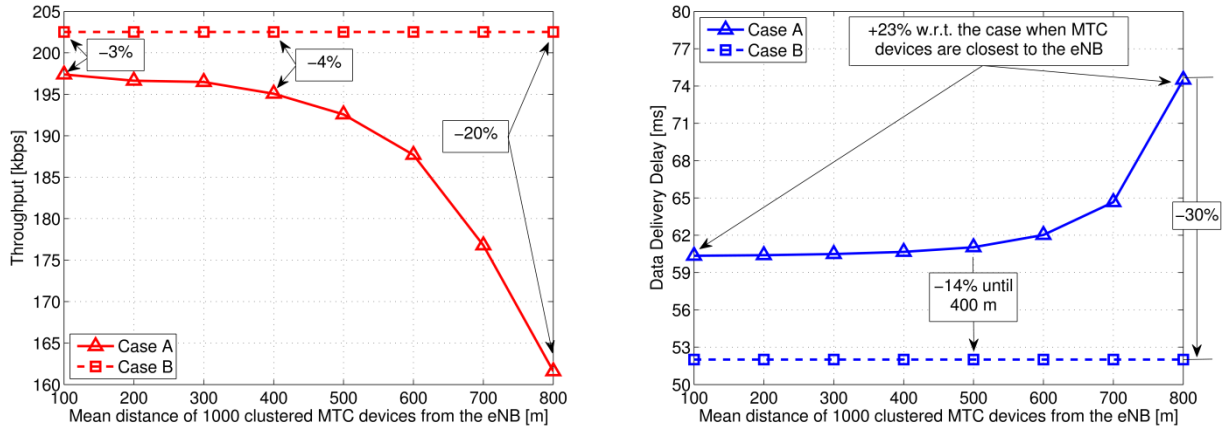 205
202
200
195
190
185
180
175
170
165
160
Throughput [kbps]
−3%
−4%
−20%
Case A
Case B
100 200 300 400 500 600 700 800
Mean distance of 1000 clustered MTC devices from the eNB [m]
80
77
74
71
68
65
62
59
56
53
50
Data Delivery Delay [ms]
Case A
Case B
+23% w.r.t. the case when MTC
devices are closest to the eNB
−30%
−14% until
400 m
100 200 300 400 500 600 700 800
Mean distance of 1000 clustered MTC devices from the eNB [m]